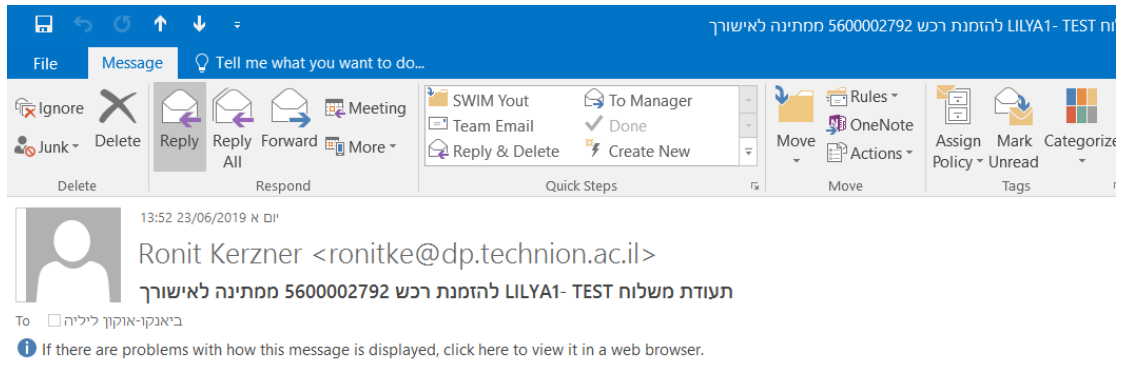 תעודת משלוח LILYA1- TEST להזמנת רכש 5600002792 ממתינה לאישורך
File Message Tell me what you want to do...
Ignore
Junk
Delete
Reply
Reply All
Forward
Meeting
More
Delete
Respond
SWIM Yout
Team Email
Reply & Delete
To Manager
Done
Create New
Quick Steps
Move
Rules
OneNote
Actions
Move
Assign Policy
Mark Unread
Categorize
Tags
יום א 23/06/2019 13:52
Ronit Kerzner <ronitke@dp.technion.ac.il>
תעודת משלוח LILYA1- TEST להזמנת רכש 5600002792 ממתינה לאישורך
To ביאנקו-אוקון ליליה
If there are problems with how this message is displayed, click here to view it in a web browser.